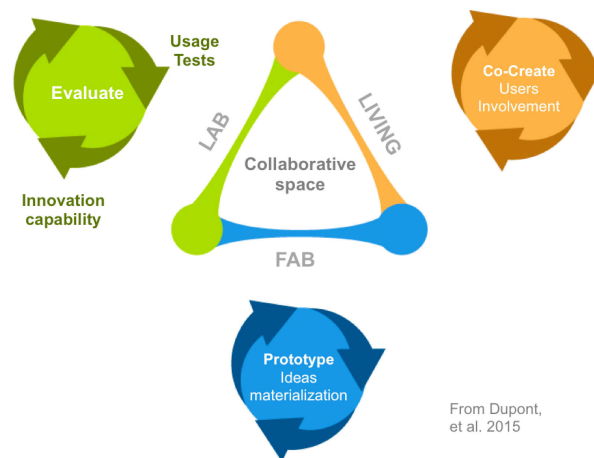 Usage
Tests
Evaluate
Innovation
capability
LAB
LIVING
Collaborative
space
FAB
Co-Create
Users
Involvement
Prototype
Ideas
materialization
From Dupont,
et al. 2015